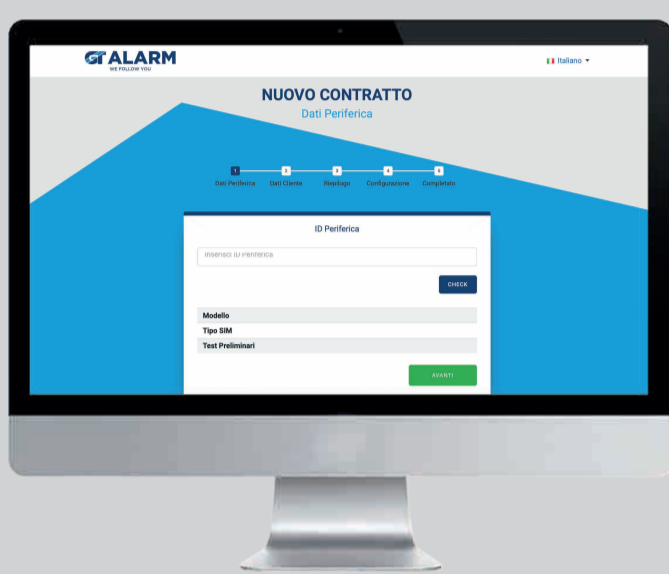 GT ALARM
WE FOLLOW YOU
Italiano
NUOVO CONTRATTO
Dati Periferica
1 2 3 4 5
Dati Periferica Dati Cliente Riepilogo Configurazione Completato
ID Periferica
Inserisci ID Periferica
CHECK
Modello
Tipo SIM
Test Preliminari
AVANTI